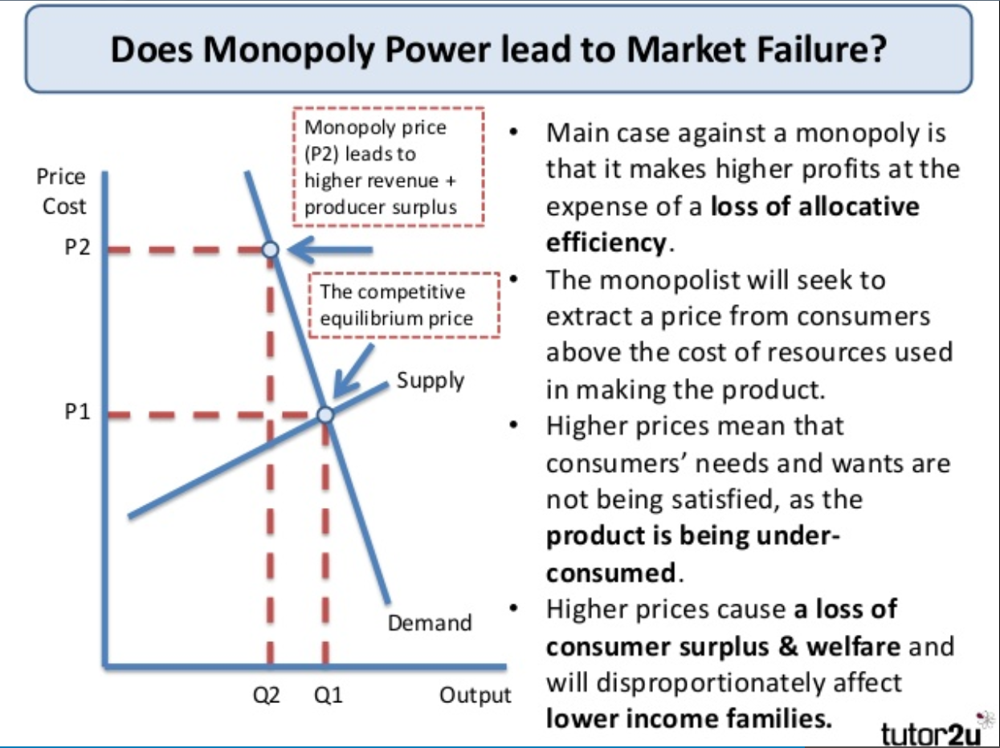 Does Monopoly Power lead to Market Failure?
Monopoly price
(P2) leads to
higher revenue +
producer surplus
Price
Cost
P2
The competitive
equilibrium price
Supply
P1
Demand
Q2
Q1
Output
• Main case against a monopoly is
that it makes higher profits at the
expense of a loss of allocative
efficiency.
• The monopolist will seek to
extract a price from consumers
above the cost of resources used
in making the product.
• Higher prices mean that
consumers’ needs and wants are
not being satisfied, as the
product is being under-
consumed.
• Higher prices cause a loss of
consumer surplus & welfare and
will disproportionately affect
lower income families.
tutor2u